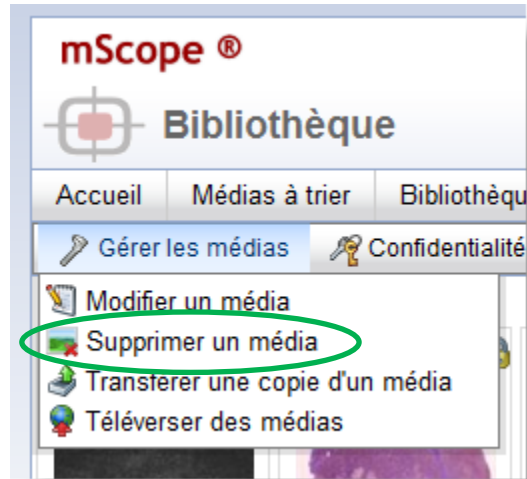 mScope ®
Bibliothèque
Accueil Médias à trier Bibliothèqu
Gérer les médias Confidentialité
Modifier un média
Supprimer un média
Transférer une copie d'un média
Téléverser des médias